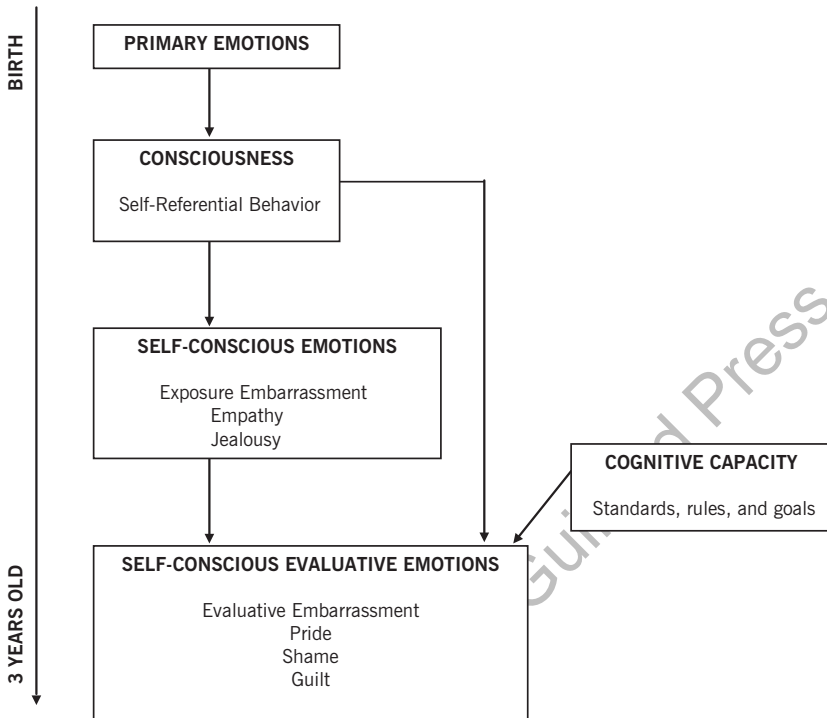 BIRTH
PRIMARY EMOTIONS
CONSCIOUSNESS
Self-Referential Behavior
SELF-CONSCIOUS EMOTIONS
Exposure Embarrassment
Empathy
Jealousy
COGNITIVE CAPACITY
Standards, rules, and goals
3 YEARS OLD
SELF-CONSCIOUS EVALUATIVE EMOTIONS
Evaluative Embarrassment
Pride
Shame
Guilt
Press